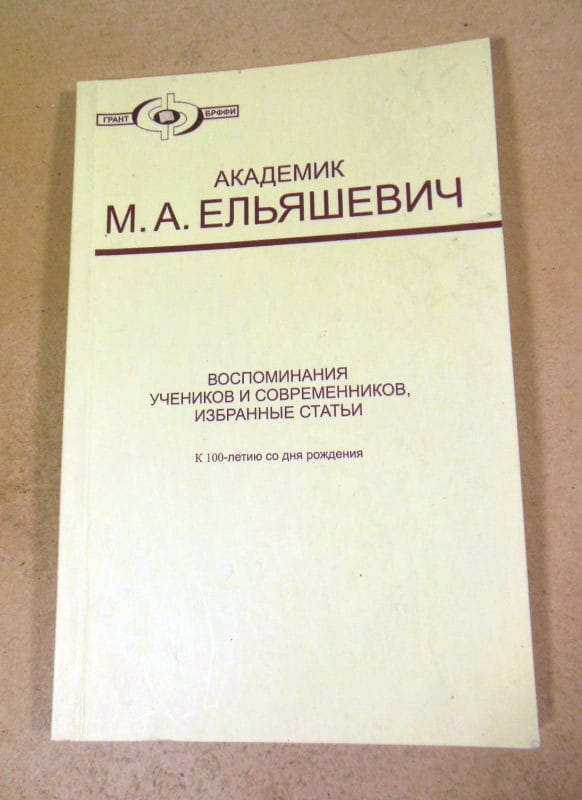 ГРАНТ БРФФИ
АКАДЕМИК
М. А. ЕЛЬЯШЕВИЧ
ВОСПОМИНАНИЯ
УЧЕНИКОВ И СОВРЕМЕННИКОВ,
ИЗБРАННЫЕ СТАТЬИ
К 100-летию со дня рождения